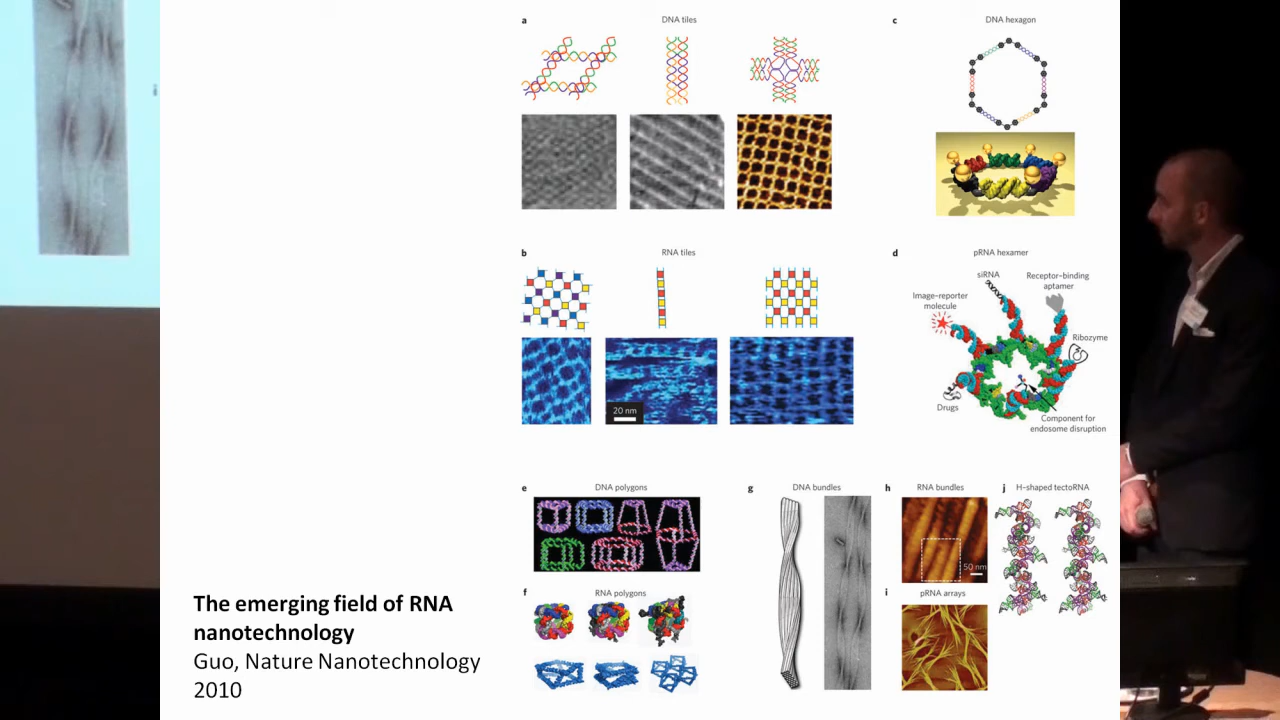 a
DNA tiles
c
DNA hexagon
b
RNA tiles
20 nm
d
pRNA hexamer
siRNA
Receptor–binding
aptamer
Image–reporter
molecule
Ribozyme
Drugs
Component for
endosome disruption
e
DNA polygons
f
RNA polygons
g
DNA bundles
h
RNA bundles
50 nm
i
pRNA arrays
j
H–shaped tectoRNA
The emerging field of RNA
nanotechnology
Guo, Nature Nanotechnology
2010